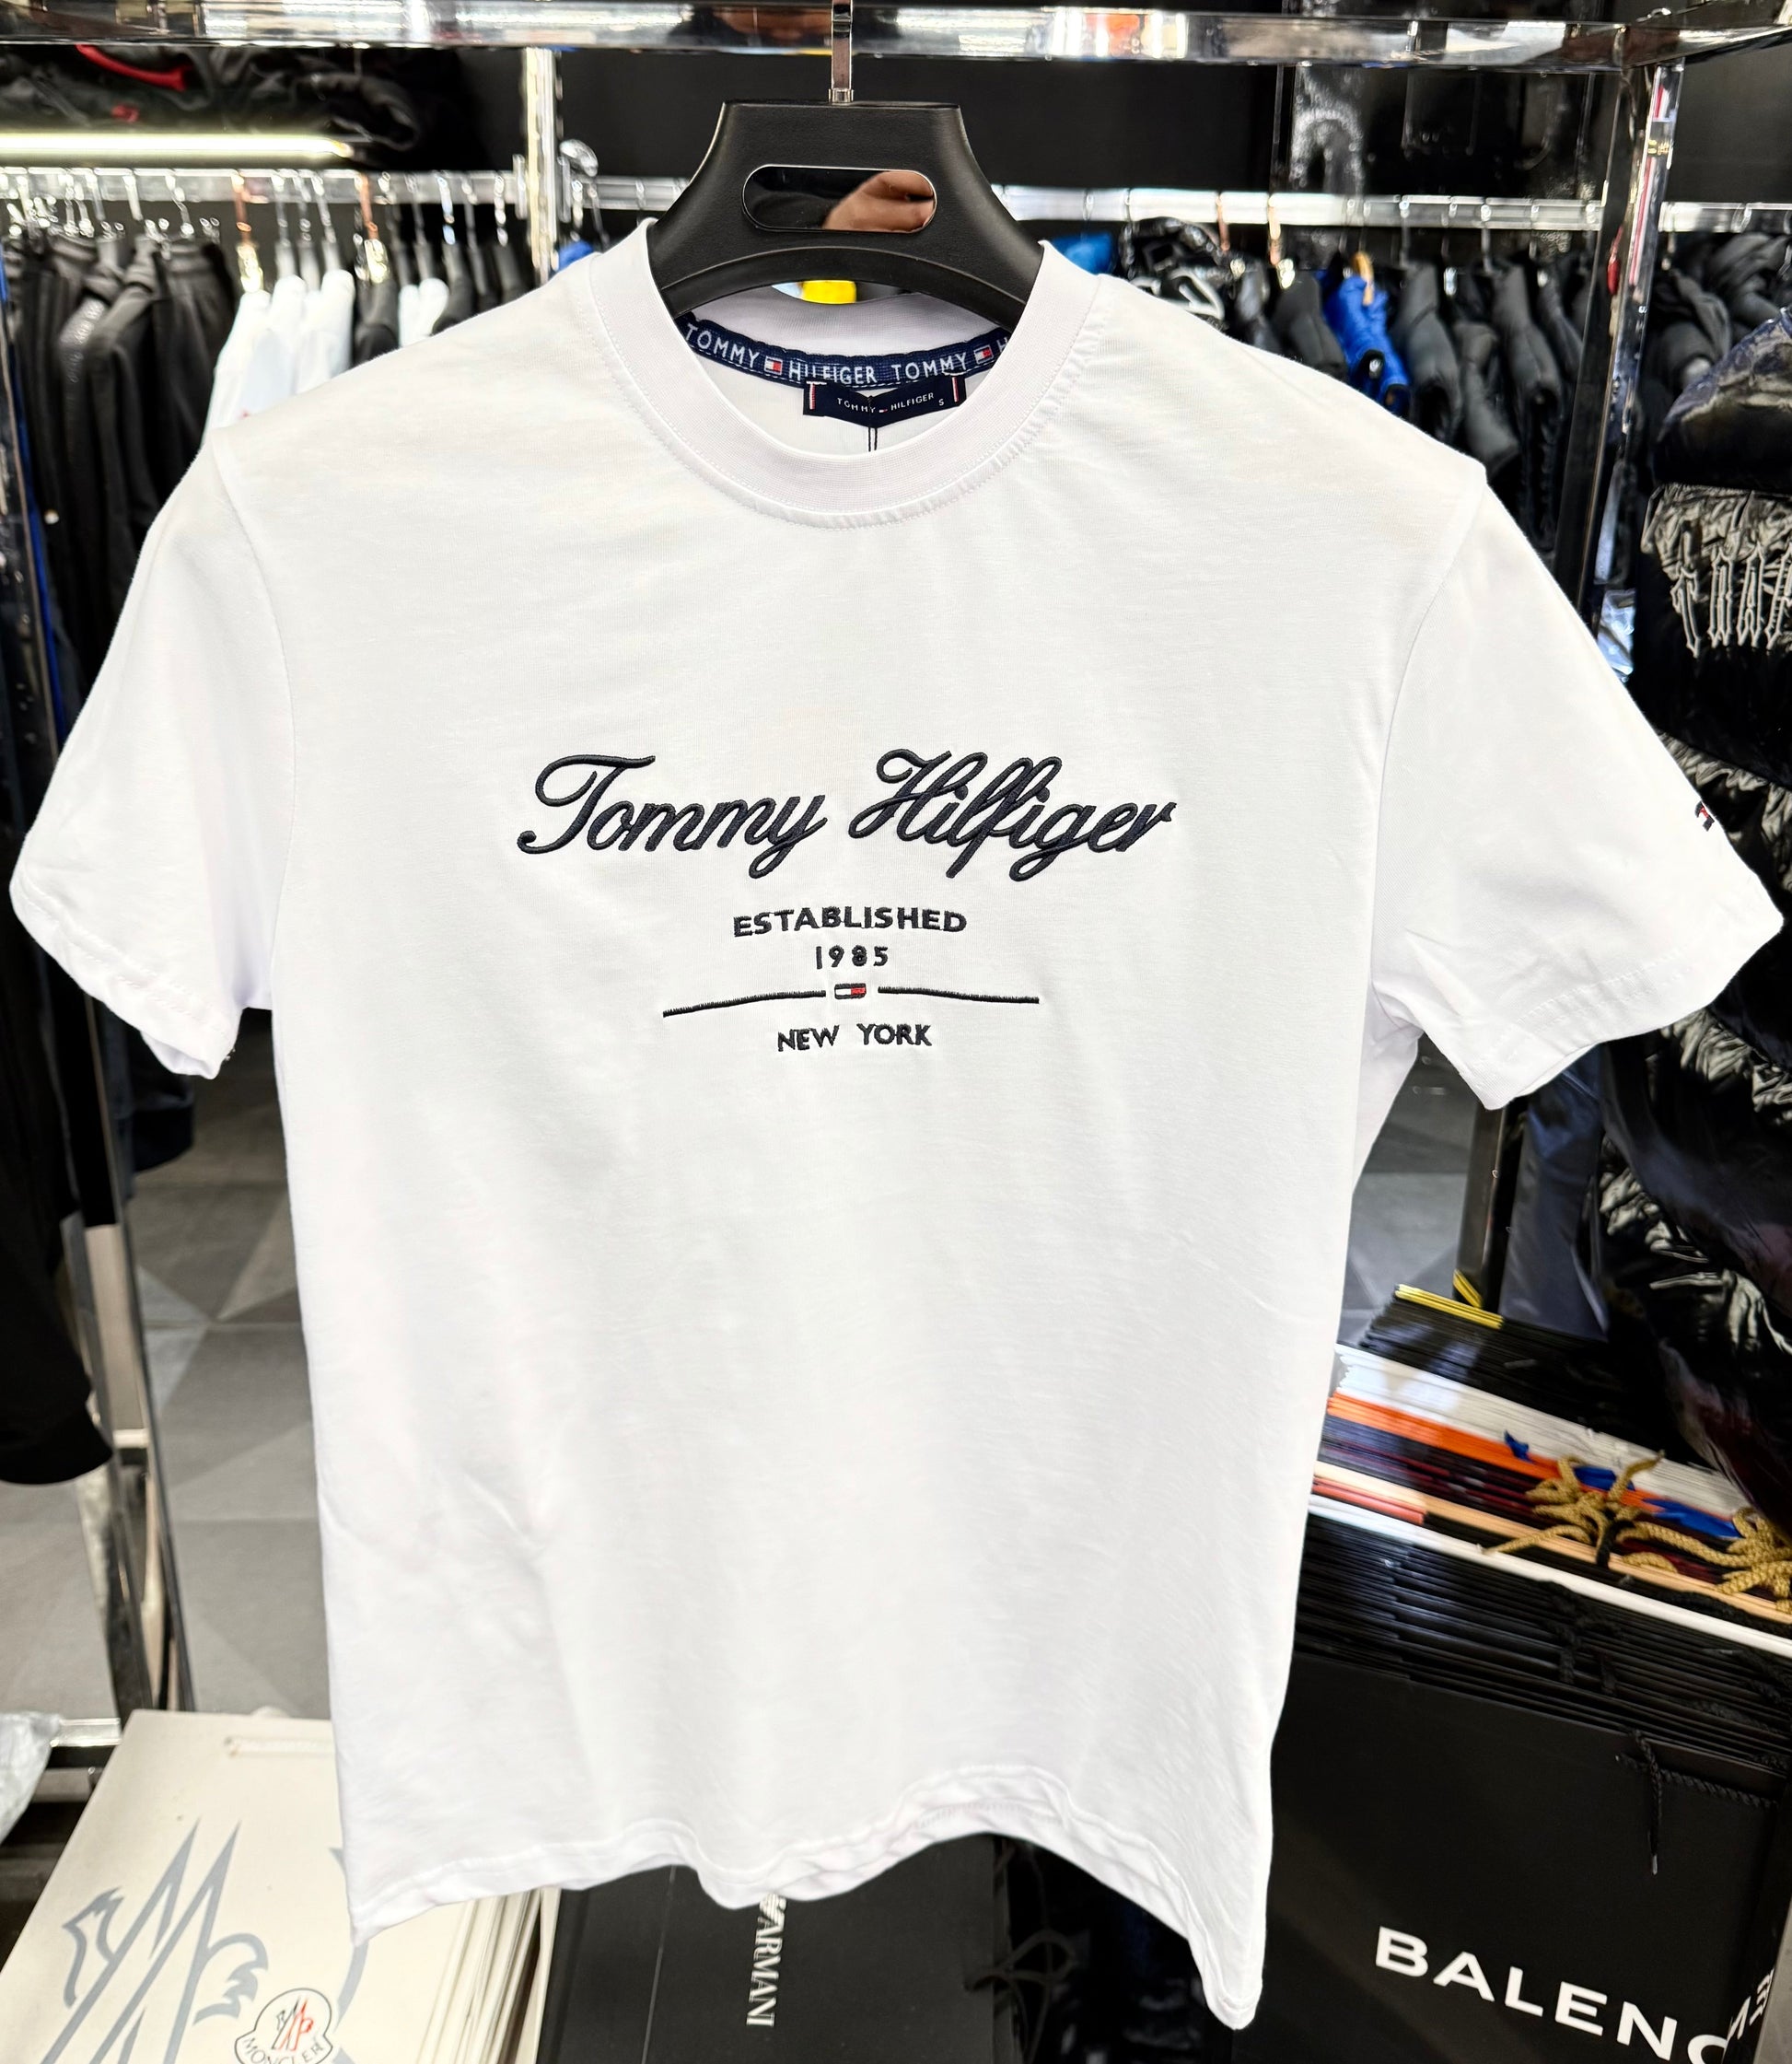 TOMMY HILFIGER TOMMY H
TOMMY HILFIGER S
Tommy Hilfiger
ESTABLISHED
1985
NEW YORK
ARMANI
BALENC
MONCLER